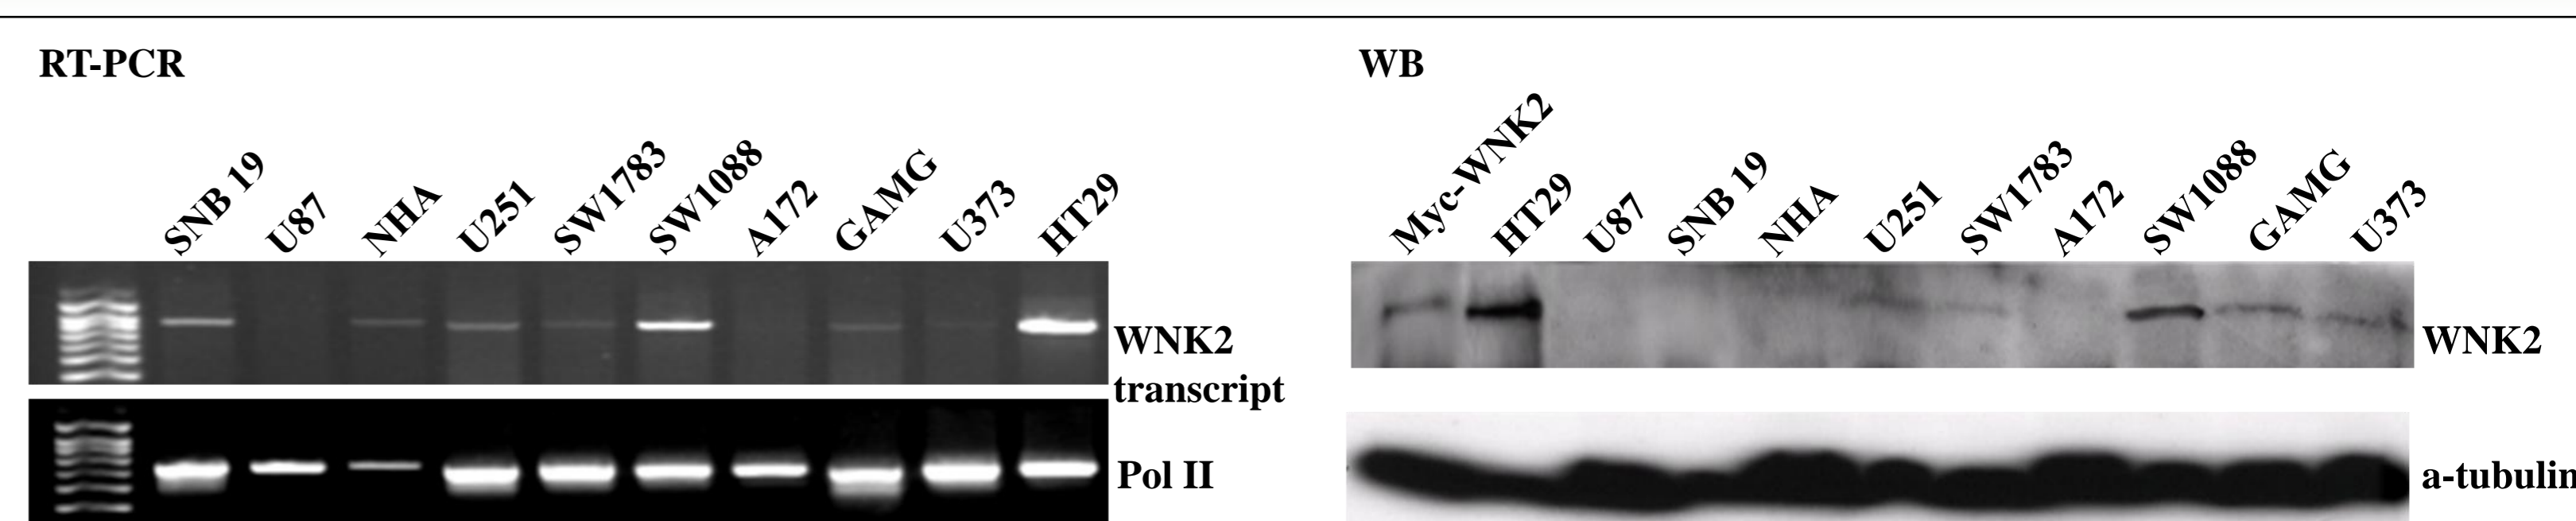 RT-PCR
SNB 19
U87
NHA
U251
SW1783
SW1088
A172
GAMG
U373
HT29
WNK2
transcript
Pol II
WB
Myc-WNK2
HT29
U87
SNB 19
NHA
U251
SW1783
A172
SW1088
GAMG
U373
WNK2
a-tubulin